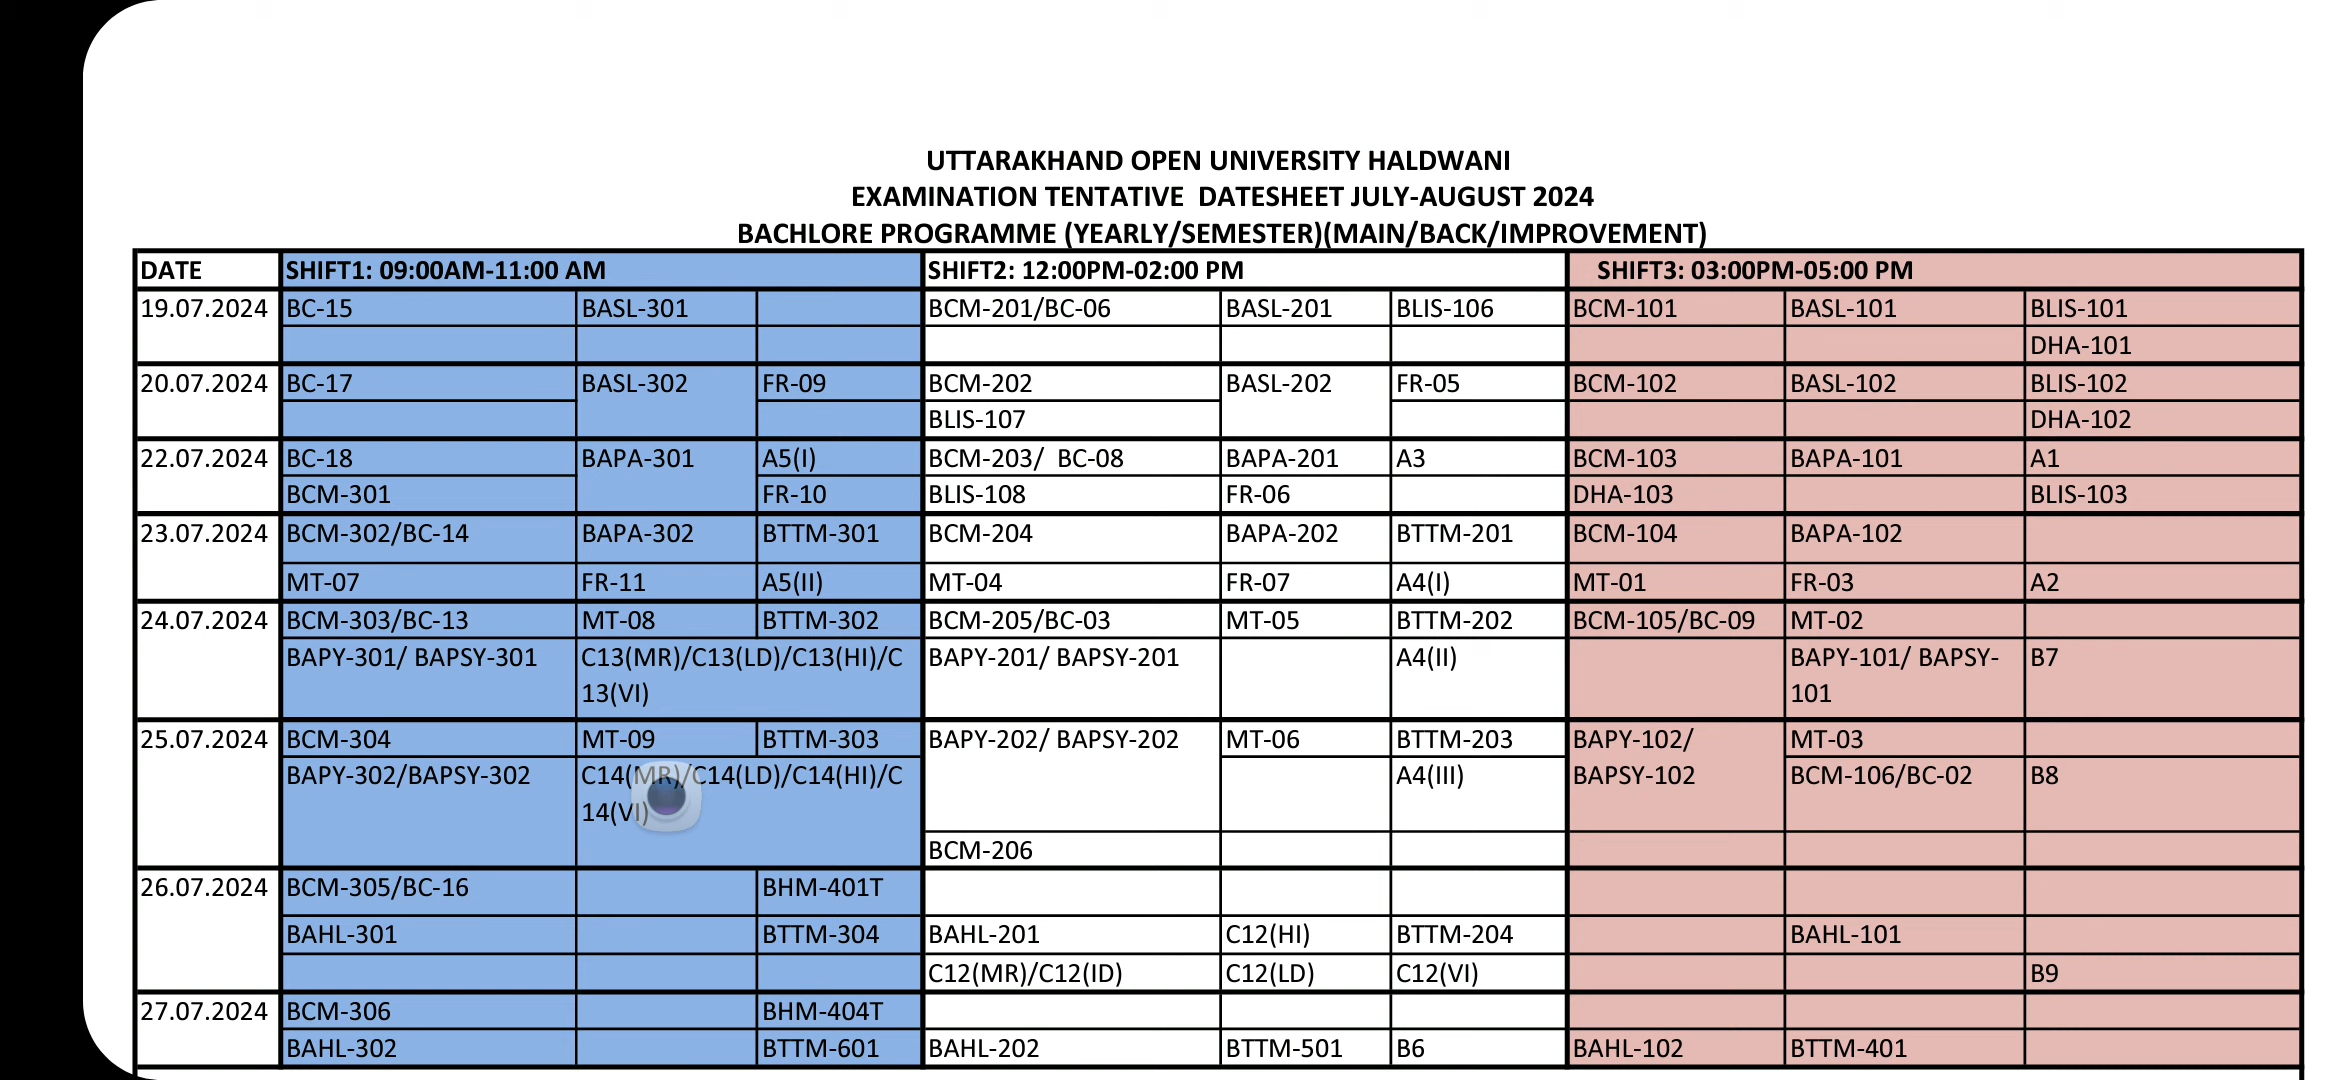 UTTARAKHAND OPEN UNIVERSITY HALDWANI
EXAMINATION TENTATIVE DATESHEET JULY-AUGUST 2024
BACHLORE PROGRAMME (YEARLY/SEMESTER)(MAIN/BACK/IMPROVEMENT)
DATE SHIFT1: 09:00AM-11:00 AM SHIFT2: 12:00PM-02:00 PM SHIFT3: 03:00PM-05:00 PM
19.07.2024 BC-15 BASL-301 BCM-201/BC-06 BASL-201 BLIS-106 BCM-101 BASL-101 BLIS-101
DHA-101
20.07.2024 BC-17 BASL-302 FR-09 BCM-202 BASL-202 FR-05 BCM-102 BASL-102 BLIS-102
BLIS-107 DHA-102
22.07.2024 BC-18 BAPA-301 A5(I) BCM-203/ BC-08 BAPA-201 A3 BCM-103 BAPA-101 A1
BCM-301 FR-10 BLIS-108 FR-06 DHA-103 BLIS-103
23.07.2024 BCM-302/BC-14 BAPA-302 BTTM-301 BCM-204 BAPA-202 BTTM-201 BCM-104 BAPA-102
MT-07 FR-11 A5(II) MT-04 FR-07 A4(I) MT-01 FR-03 A2
24.07.2024 BCM-303/BC-13 MT-08 BTTM-302 BCM-205/BC-03 MT-05 BTTM-202 BCM-105/BC-09 MT-02
BAPY-301/ BAPSY-301 C13(MR)/C13(LD)/C13(HI)/C BAPY-201/ BAPSY-201 A4(II) BAPY-101/ BAPSY- B7
13(VI) 101
25.07.2024 BCM-304 MT-09 BTTM-303 BAPY-202/ BAPSY-202 MT-06 BTTM-203 BAPY-102/ MT-03
BAPY-302/BAPSY-302 C14(MR)/C14(LD)/C14(HI)/C A4(III) BAPSY-102 BCM-106/BC-02 B8
14(VI)
BCM-206
26.07.2024 BCM-305/BC-16 BHM-401T
BAHL-301 BTTM-304 BAHL-201 C12(HI) BTTM-204 BAHL-101
C12(MR)/C12(ID) C12(LD) C12(VI) B9
27.07.2024 BCM-306 BHM-404T
BAHL-302 BTTM-601 BAHL-202 BTTM-501 B6 BAHL-102 BTTM-401